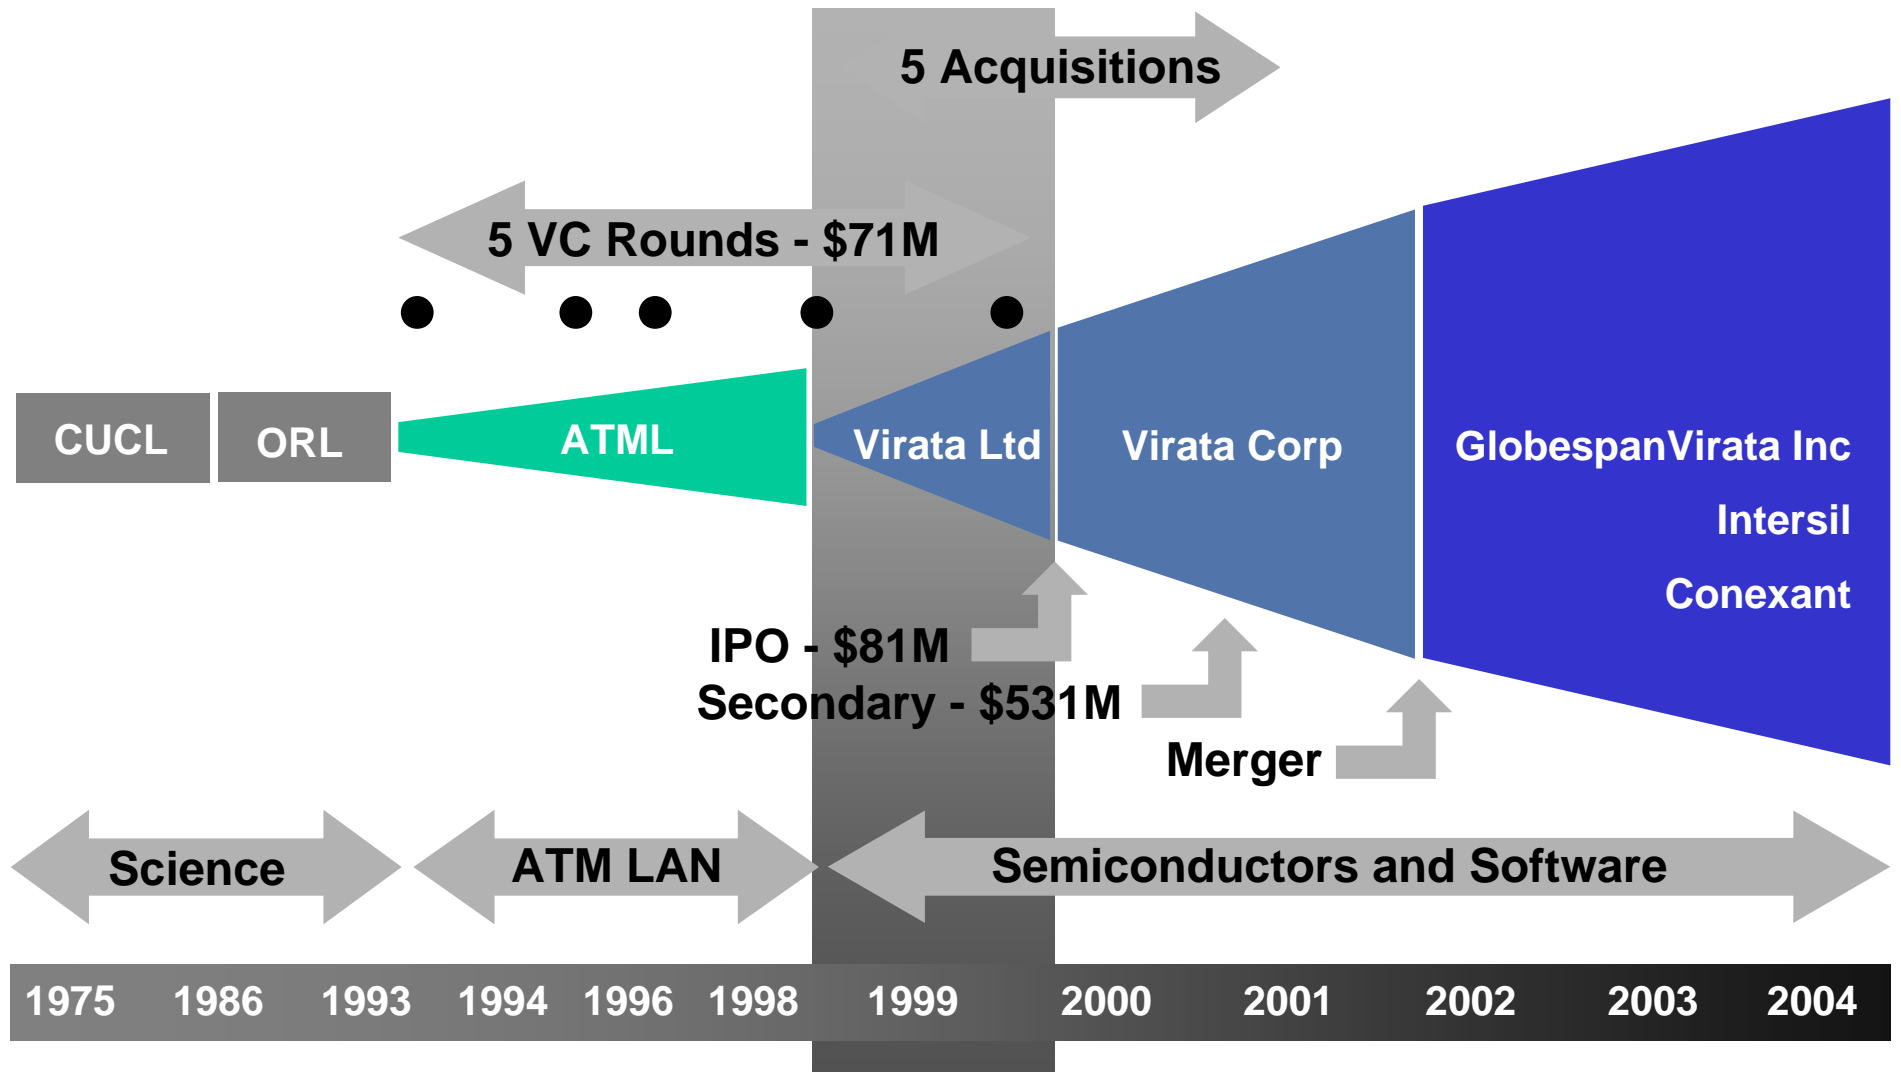 5 Acquisitions
5 VC Rounds - $71M
CUCL
ORL
ATML
Virata Ltd
Virata Corp
GlobespanVirata Inc
Intersil
Conexant
IPO - $81M
Secondary - $531M
Merger
Science
ATM LAN
Semiconductors and Software
1975 1986 1993 1994 1996 1998 1999 2000 2001 2002 2003 2004